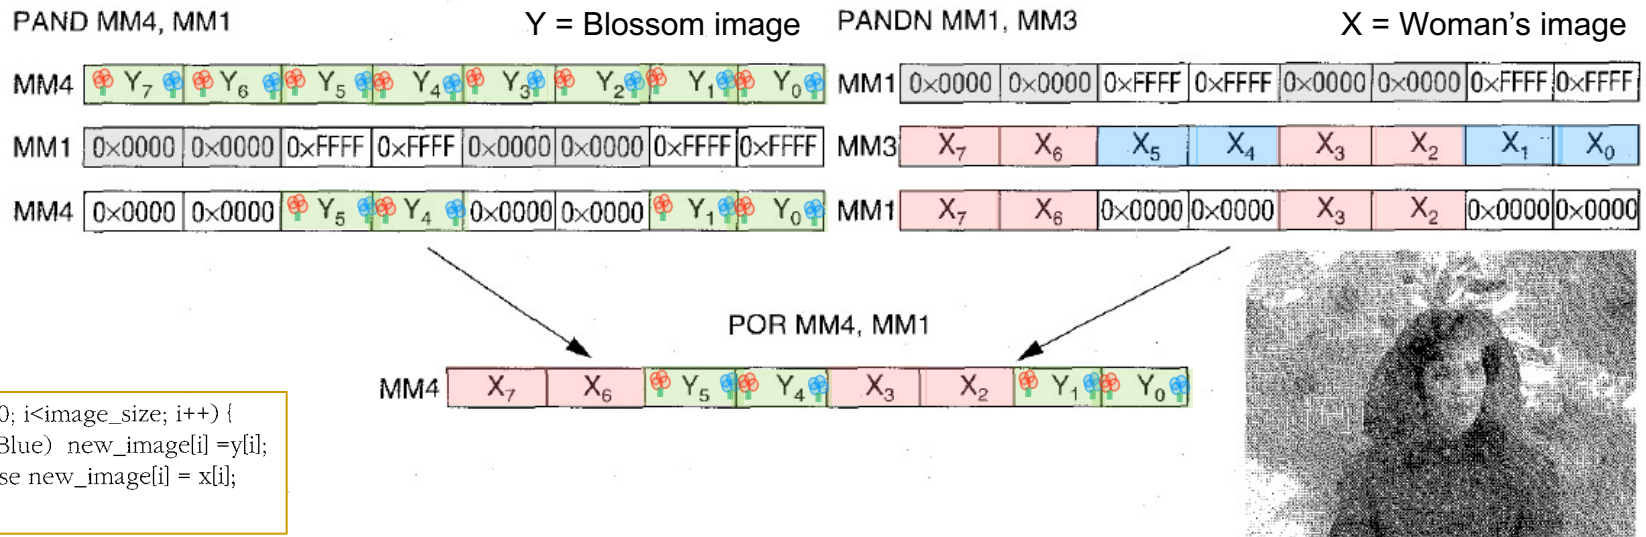 PAND MM4, MM1
Y = Blossom image
MM4 Y7 Y6 Y5 Y4 Y3 Y2 Y1 Y0
MM1 0x0000 0x0000 0xFFFF 0xFFFF 0x0000 0x0000 0xFFFF 0xFFFF
MM4 0x0000 0x0000 Y5 Y4 0x0000 0x0000 Y1 Y0
PANDN MM1, MM3
X = Woman's image
MM1 0x0000 0x0000 0xFFFF 0xFFFF 0x0000 0x0000 0xFFFF 0xFFFF
MM3 X7 X6 X5 X4 X3 X2 X1 X0
MM1 X7 X6 0x0000 0x0000 X3 X2 0x0000 0x0000
POR MM4, MM1
MM4 X7 X6 Y5 Y4 X3 X2 Y1 Y0
0; i<image_size; i++) {
Blue) new_image[i] =y[i];
se new_image[i] = x[i];